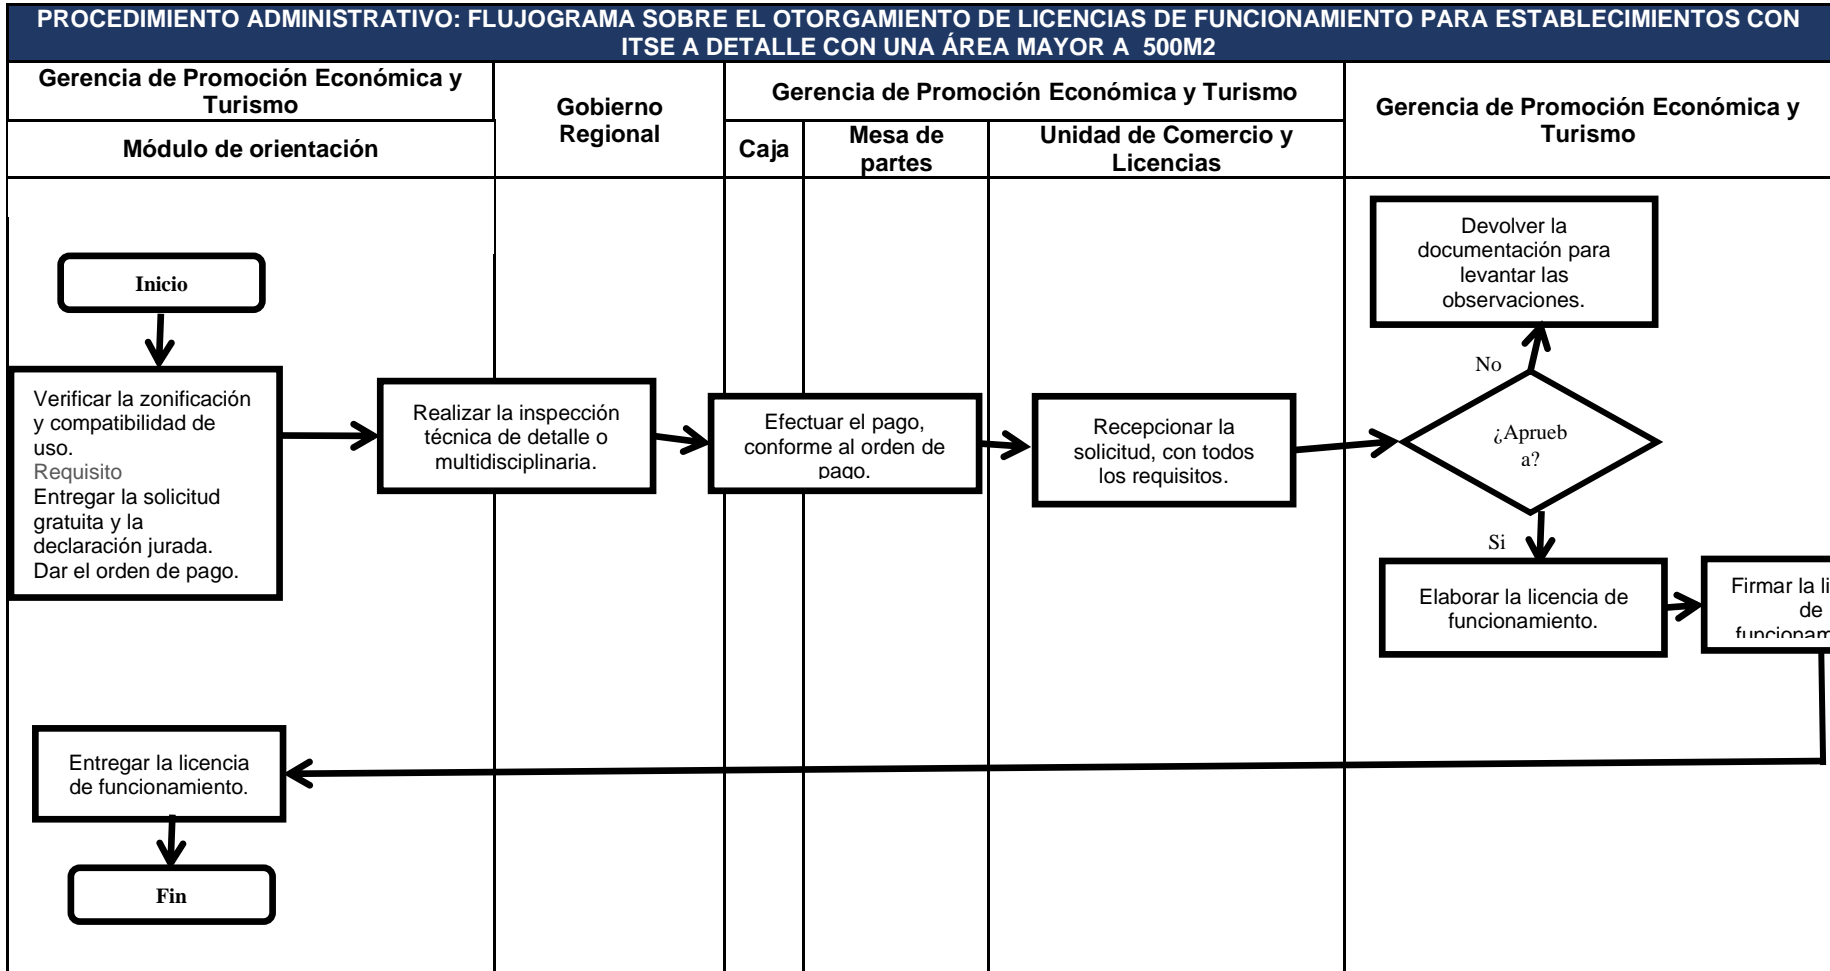 PROCEDIMIENTO ADMINISTRATIVO: FLUJOGRAMA SOBRE EL OTORGAMIENTO DE LICENCIAS DE FUNCIONAMIENTO PARA ESTABLECIMIENTOS CON
ITSE A DETALLE CON UNA ÁREA MAYOR A 500M2
Gerencia de Promoción Económica y
Turismo
Gobierno
Regional
Gerencia de Promoción Económica y Turismo
Gerencia de Promoción Económica y
Turismo
Módulo de orientación
Caja
Mesa de
partes
Unidad de Comercio y
Licencias
Inicio
Verificar la zonificación
y compatibilidad de
uso.
Requisito
Entregar la solicitud
gratuita y la
declaración jurada.
Dar el orden de pago.
Realizar la inspección
técnica de detalle o
multidisciplinaria.
Efectuar el pago,
conforme al orden de
pago.
Recepcionar la
solicitud, con todos
los requisitos.
Devolver la
documentación para
levantar las
observaciones.
No
¿Aprueb
a?
Si
Elaborar la licencia de
funcionamiento.
Firmar la li
de
funcionam
Entregar la licencia
de funcionamiento.
Fin